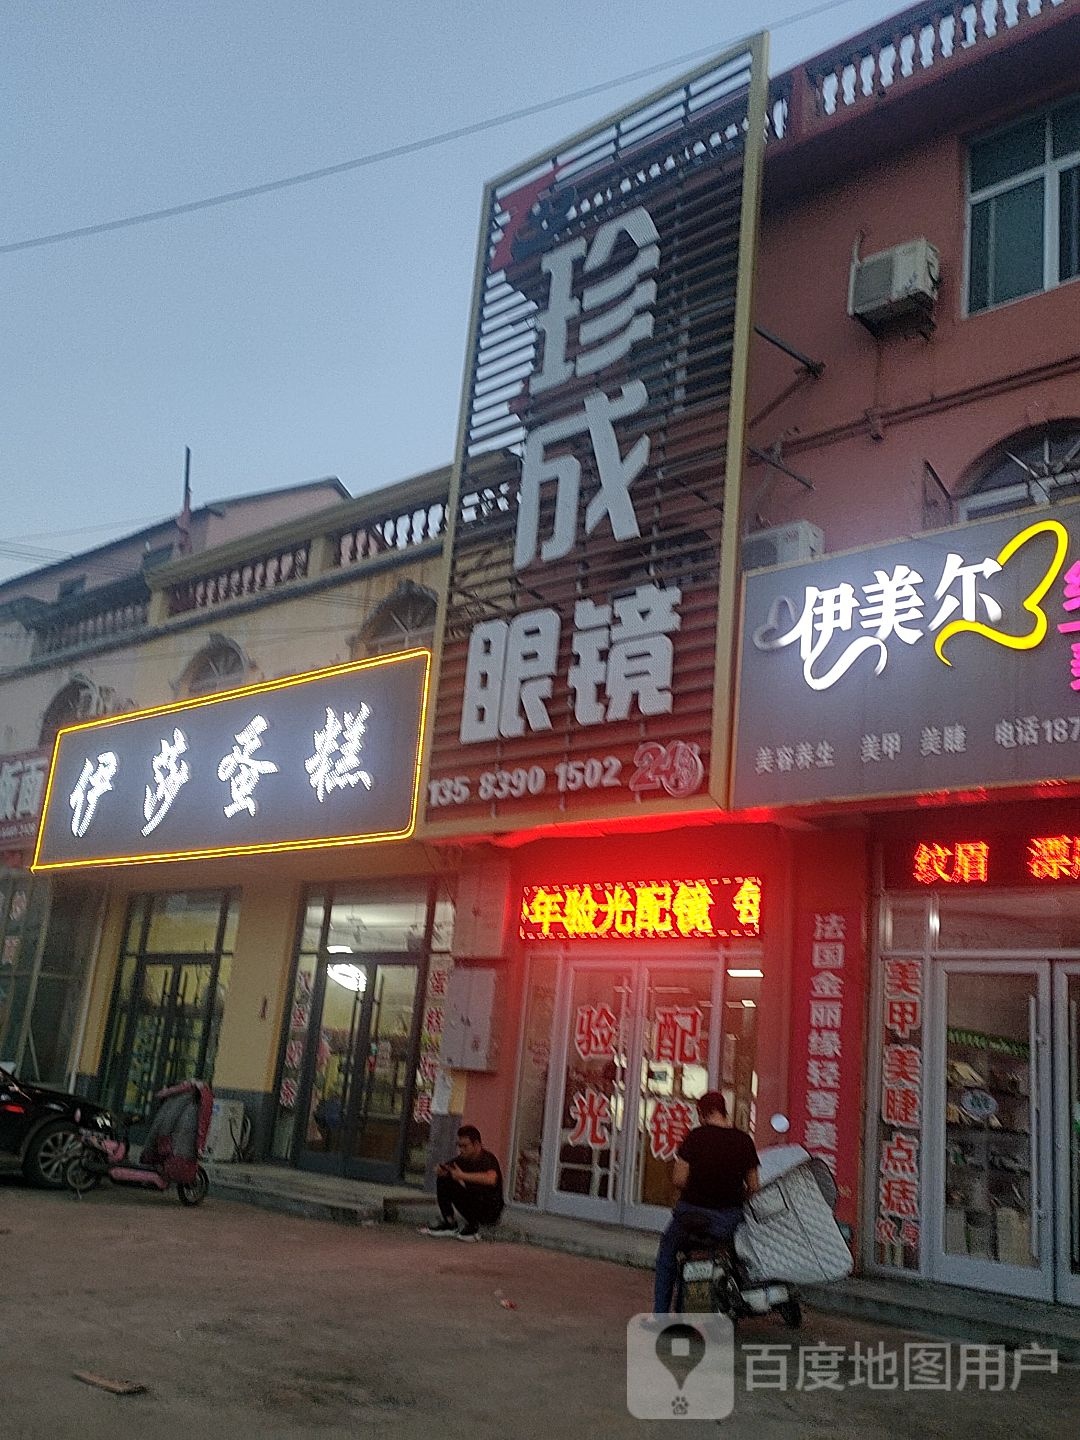 珍成
眼镜
135 8390 1502
伊莎蛋糕
伊美尔
美容养生 美甲 美睫 电话187
年验光配镜 每
纹眉 漂
验光
配镜
法国金丽缘轻奢美
美甲美睫点痣
百度地图用户